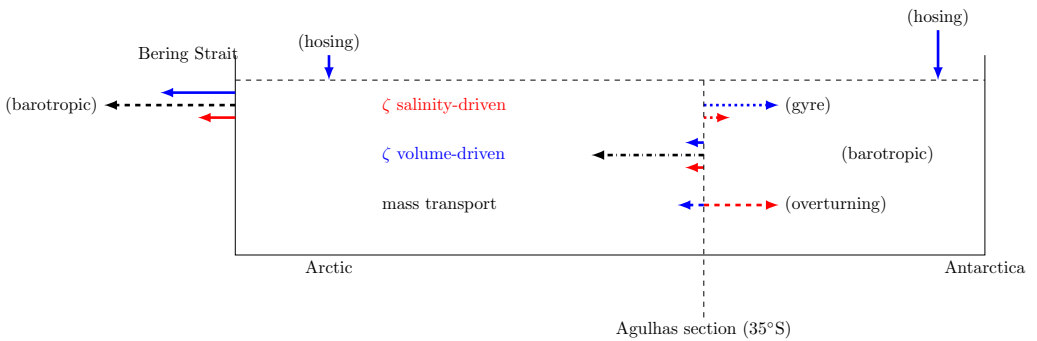 (hosing)
(hosing)
Bering Strait
(barotropic)
ζ salinity-driven
(gyre)
ζ volume-driven
(barotropic)
mass transport
(overturning)
Arctic
Antarctica
Agulhas section (35°S)